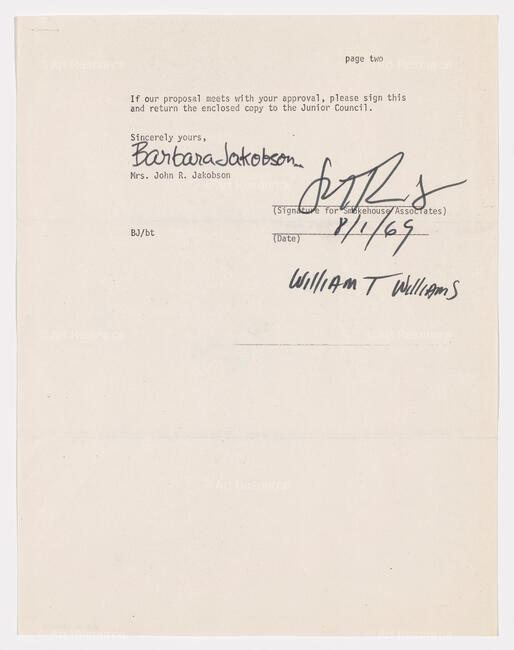 page two
If our proposal meets with your approval, please sign this
and return the enclosed copy to the Junior Council.
Sincerely yours,
Barbara Jakobson
Mrs. John R. Jakobson
(Signature for Smokehouse Associates)
8/1/69
BJ/bt
(Date)
William T Williams
Art Resource